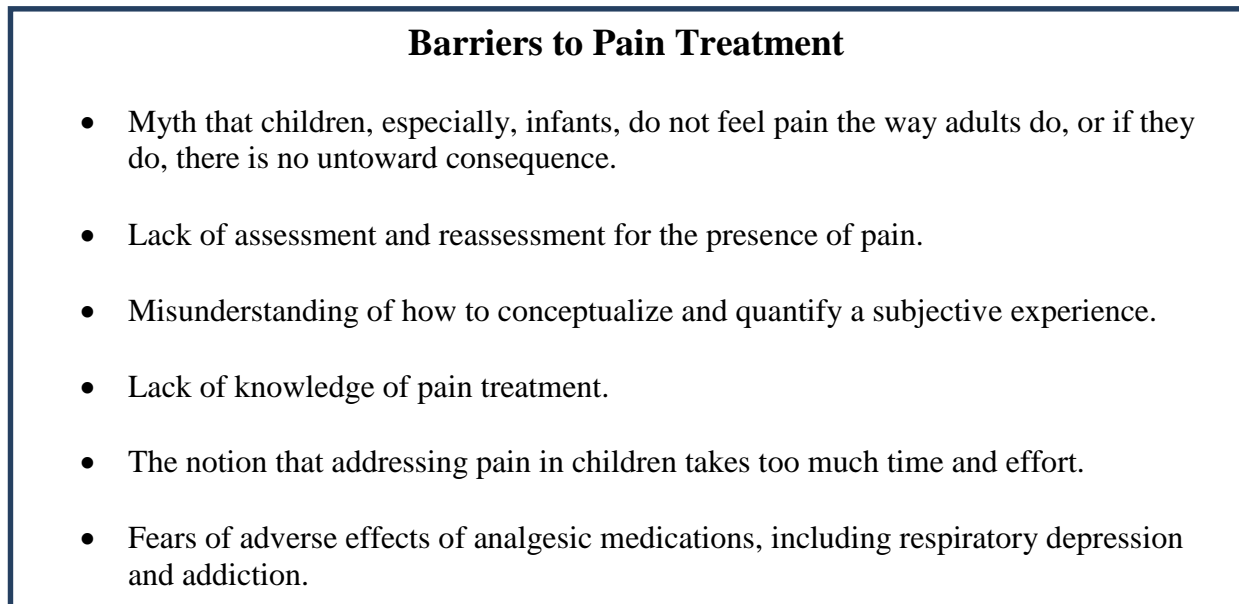 Barriers to Pain Treatment
• Myth that children, especially, infants, do not feel pain the way adults do, or if they
do, there is no untoward consequence.
• Lack of assessment and reassessment for the presence of pain.
• Misunderstanding of how to conceptualize and quantify a subjective experience.
• Lack of knowledge of pain treatment.
• The notion that addressing pain in children takes too much time and effort.
• Fears of adverse effects of analgesic medications, including respiratory depression
and addiction.